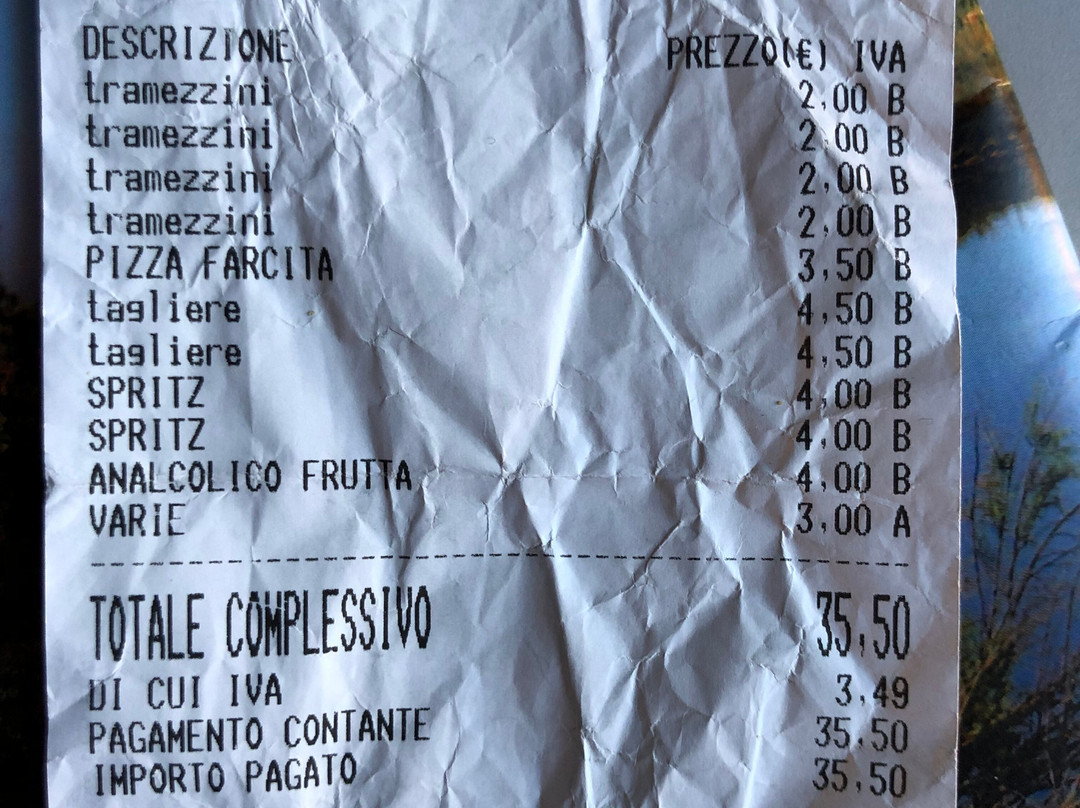 DESCRIZIONE PREZZO(€) IVA
tramezzini 2,00 B
tramezzini 2,00 B
tramezzini 2,00 B
tramezzini 2,00 B
PIZZA FARCITA 3,50 B
tagliere 4,50 B
tagliere 4,50 B
SPRITZ 4,00 B
SPRITZ 4,00 B
ANALCOLICO FRUTTA 4,00 B
VARIE 3,00 A
TOTALE COMPLESSIVO 35,50
DI CUI IVA 3,49
PAGAMENTO CONTANTE 35,50
IMPORTO PAGATO 35,50